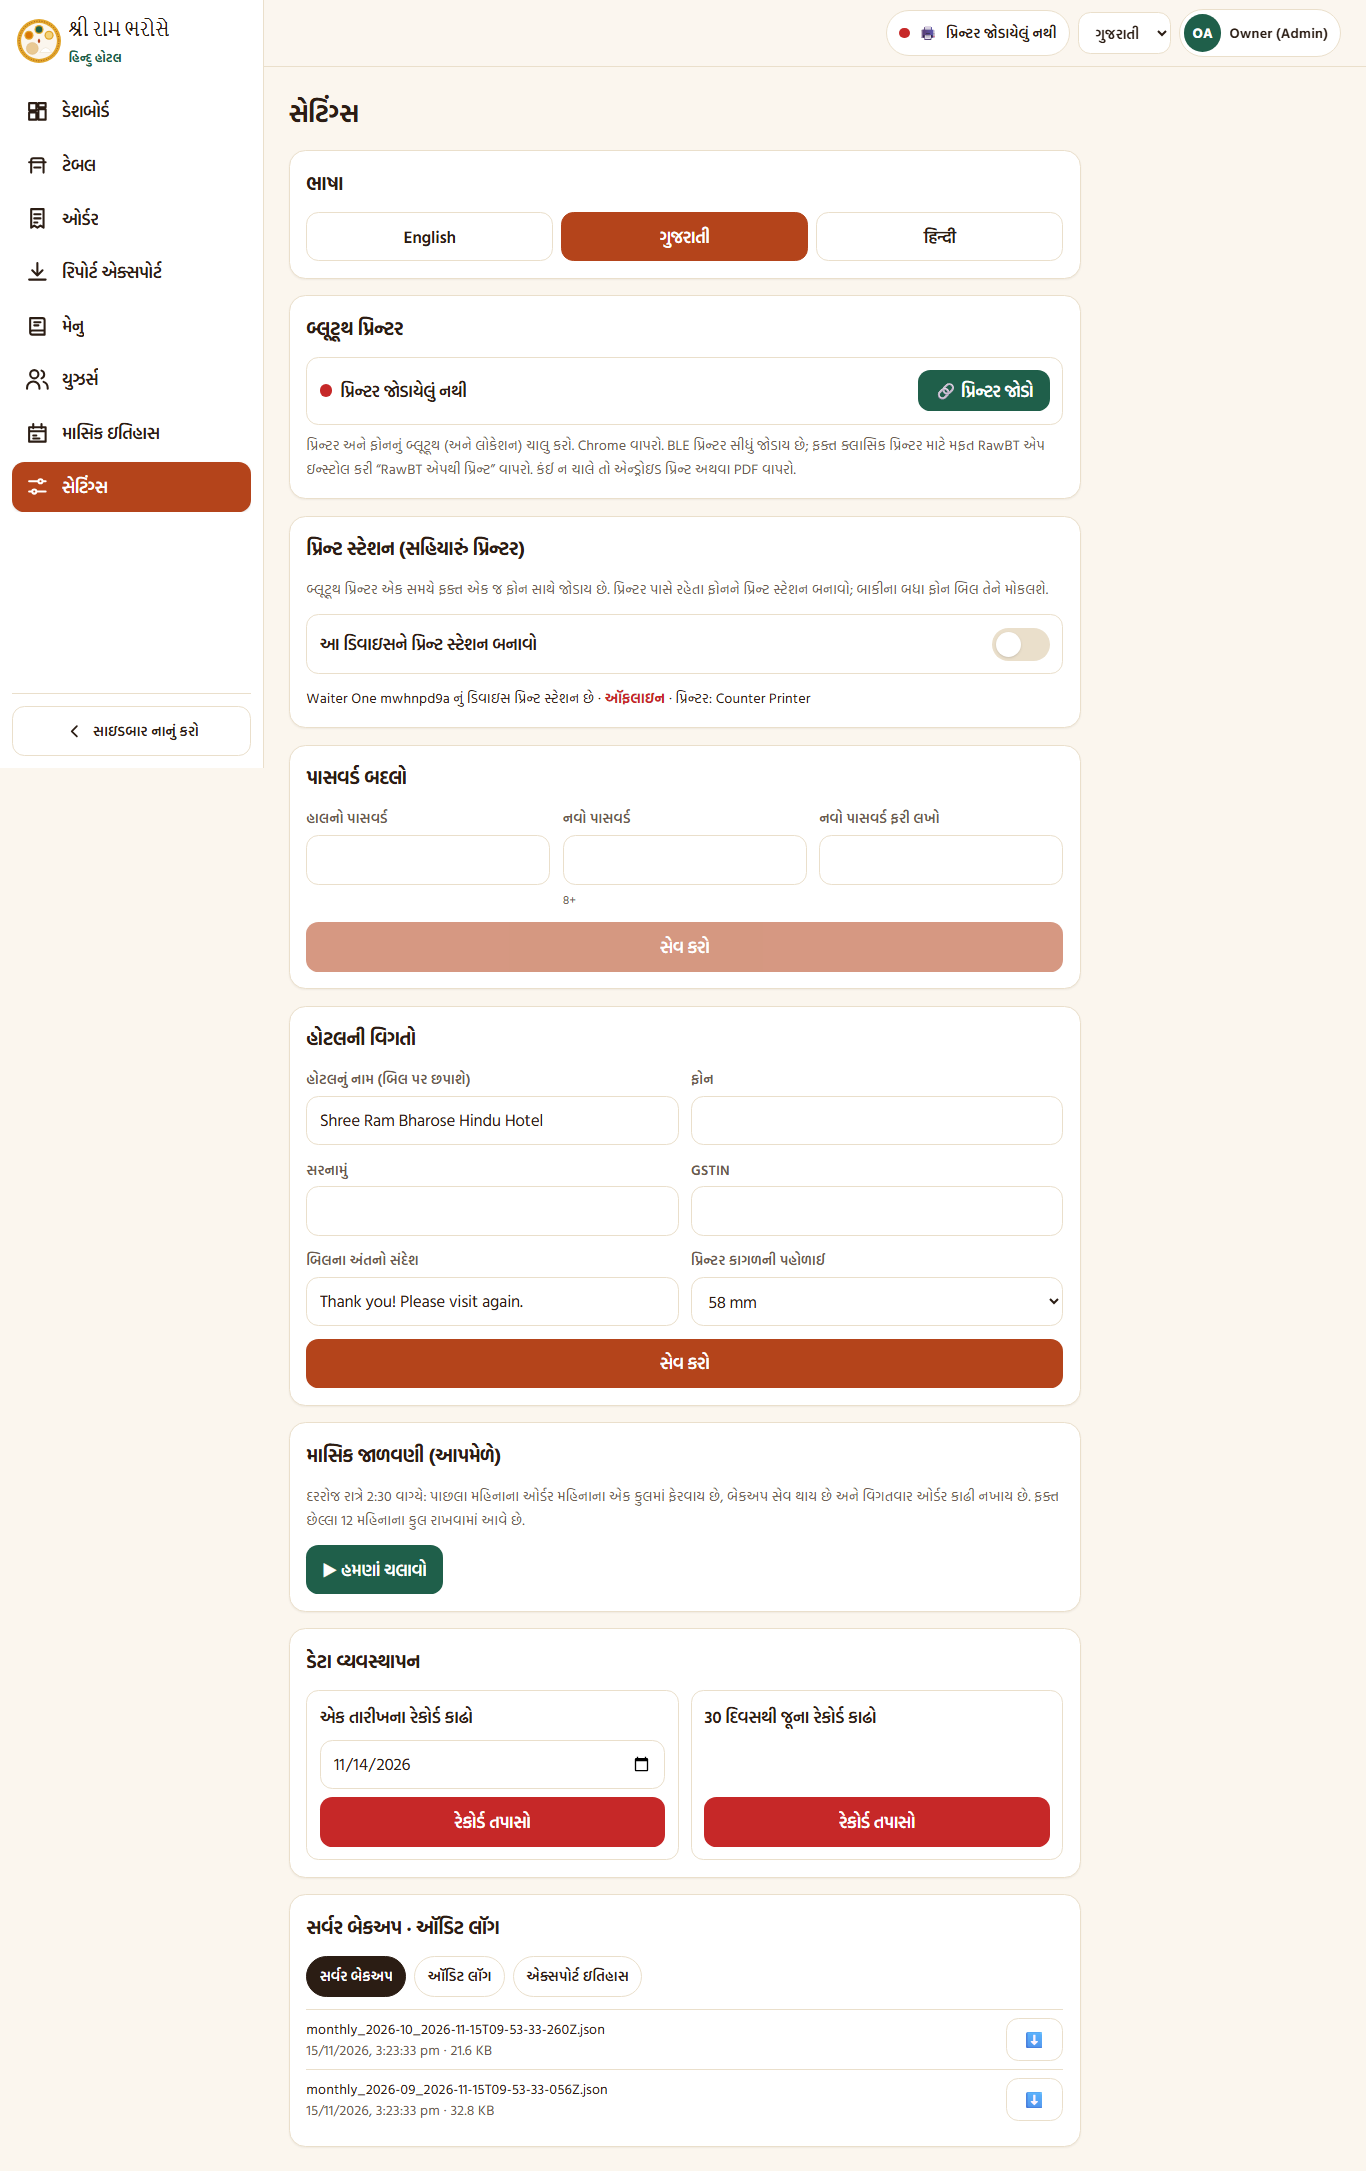 શ્રી રામ ભરોસે
હિન્દુ હોટલ
પ્રિન્ટર જોડાયેલું નથી
ગુજરાતી
OA
Owner (Admin)
ડેશબોર્ડ
ટેબલ
ઓર્ડર
રિપોર્ટ એક્સપોર્ટ
મેનુ
યુઝર્સ
માસિક ઇતિહાસ
સેટિંગ્સ
સાઇડબાર નાનું કરો
સેટિંગ્સ
ભાષા
English
ગુજરાતી
हिन्दी
બ્લૂટૂથ પ્રિન્ટર
પ્રિન્ટર જોડાયેલું નથી
પ્રિન્ટર જોડો
પ્રિન્ટર અને ફોનનું બ્લૂટૂથ (અને લોકેશન) ચાલુ કરો. Chrome વાપરો. BLE પ્રિન્ટર સીધું જોડાય છે; ફક્ત ક્લાસિક પ્રિન્ટર માટે મફત RawBT એપ
ઇન્સ્ટોલ કરી “RawBT એપથી પ્રિન્ટ” વાપરો. કંઈ ન ચાલે તો એન્ડ્રોઇડ પ્રિન્ટ અથવા PDF વાપરો.
પ્રિન્ટ સ્ટેશન (સહિયારું પ્રિન્ટર)
બ્લૂટૂથ પ્રિન્ટર એક સમયે ફક્ત એક જ ફોન સાથે જોડાય છે. પ્રિન્ટર પાસે રહેતા ફોનને પ્રિન્ટ સ્ટેશન બનાવો; બાકીના બધા ફોન બિલ તેને મોકલશે.
આ ડિવાઇસને પ્રિન્ટ સ્ટેશન બનાવો
Waiter One mwhnpd9a નું ડિવાઇસ પ્રિન્ટ સ્ટેશન છે · ઑફલાઇન · પ્રિન્ટર: Counter Printer
પાસવર્ડ બદલો
હાલનો પાસવર્ડ
નવો પાસવર્ડ
નવો પાસવર્ડ ફરી લખો
8+
સેવ કરો
હોટલની વિગતો
હોટલનું નામ (બિલ પર છપાશે)
ફોન
Shree Ram Bharose Hindu Hotel
સરનામું
GSTIN
બિલના અંતનો સંદેશ
પ્રિન્ટર કાગળની પહોળાઈ
Thank you! Please visit again.
58 mm
સેવ કરો
માસિક જાળવણી (આપમેળે)
દરરોજ રાત્રે 2:30 વાગ્યે: પાછલા મહિનાના ઓર્ડર મહિનાના એક કુલમાં ફેરવાય છે, બેકઅપ સેવ થાય છે અને વિગતવાર ઓર્ડર કાઢી નખાય છે. ફક્ત
છેલ્લા 12 મહિનાના કુલ રાખવામાં આવે છે.
▶ હમણાં ચલાવો
ડેટા વ્યવસ્થાપન
એક તારીખના રેકોર્ડ કાઢો
30 દિવસથી જૂના રેકોર્ડ કાઢો
11/14/2026
રેકોર્ડ તપાસો
રેકોર્ડ તપાસો
સર્વર બેકઅપ · ઑડિટ લૉગ
સર્વર બેકઅપ
ઑડિટ લૉગ
એક્સપોર્ટ ઇતિહાસ
monthly_2026-10_2026-11-15T09-53-33-260Z.json
15/11/2026, 3:23:33 pm · 21.6 KB
monthly_2026-09_2026-11-15T09-53-33-056Z.json
15/11/2026, 3:23:33 pm · 32.8 KB